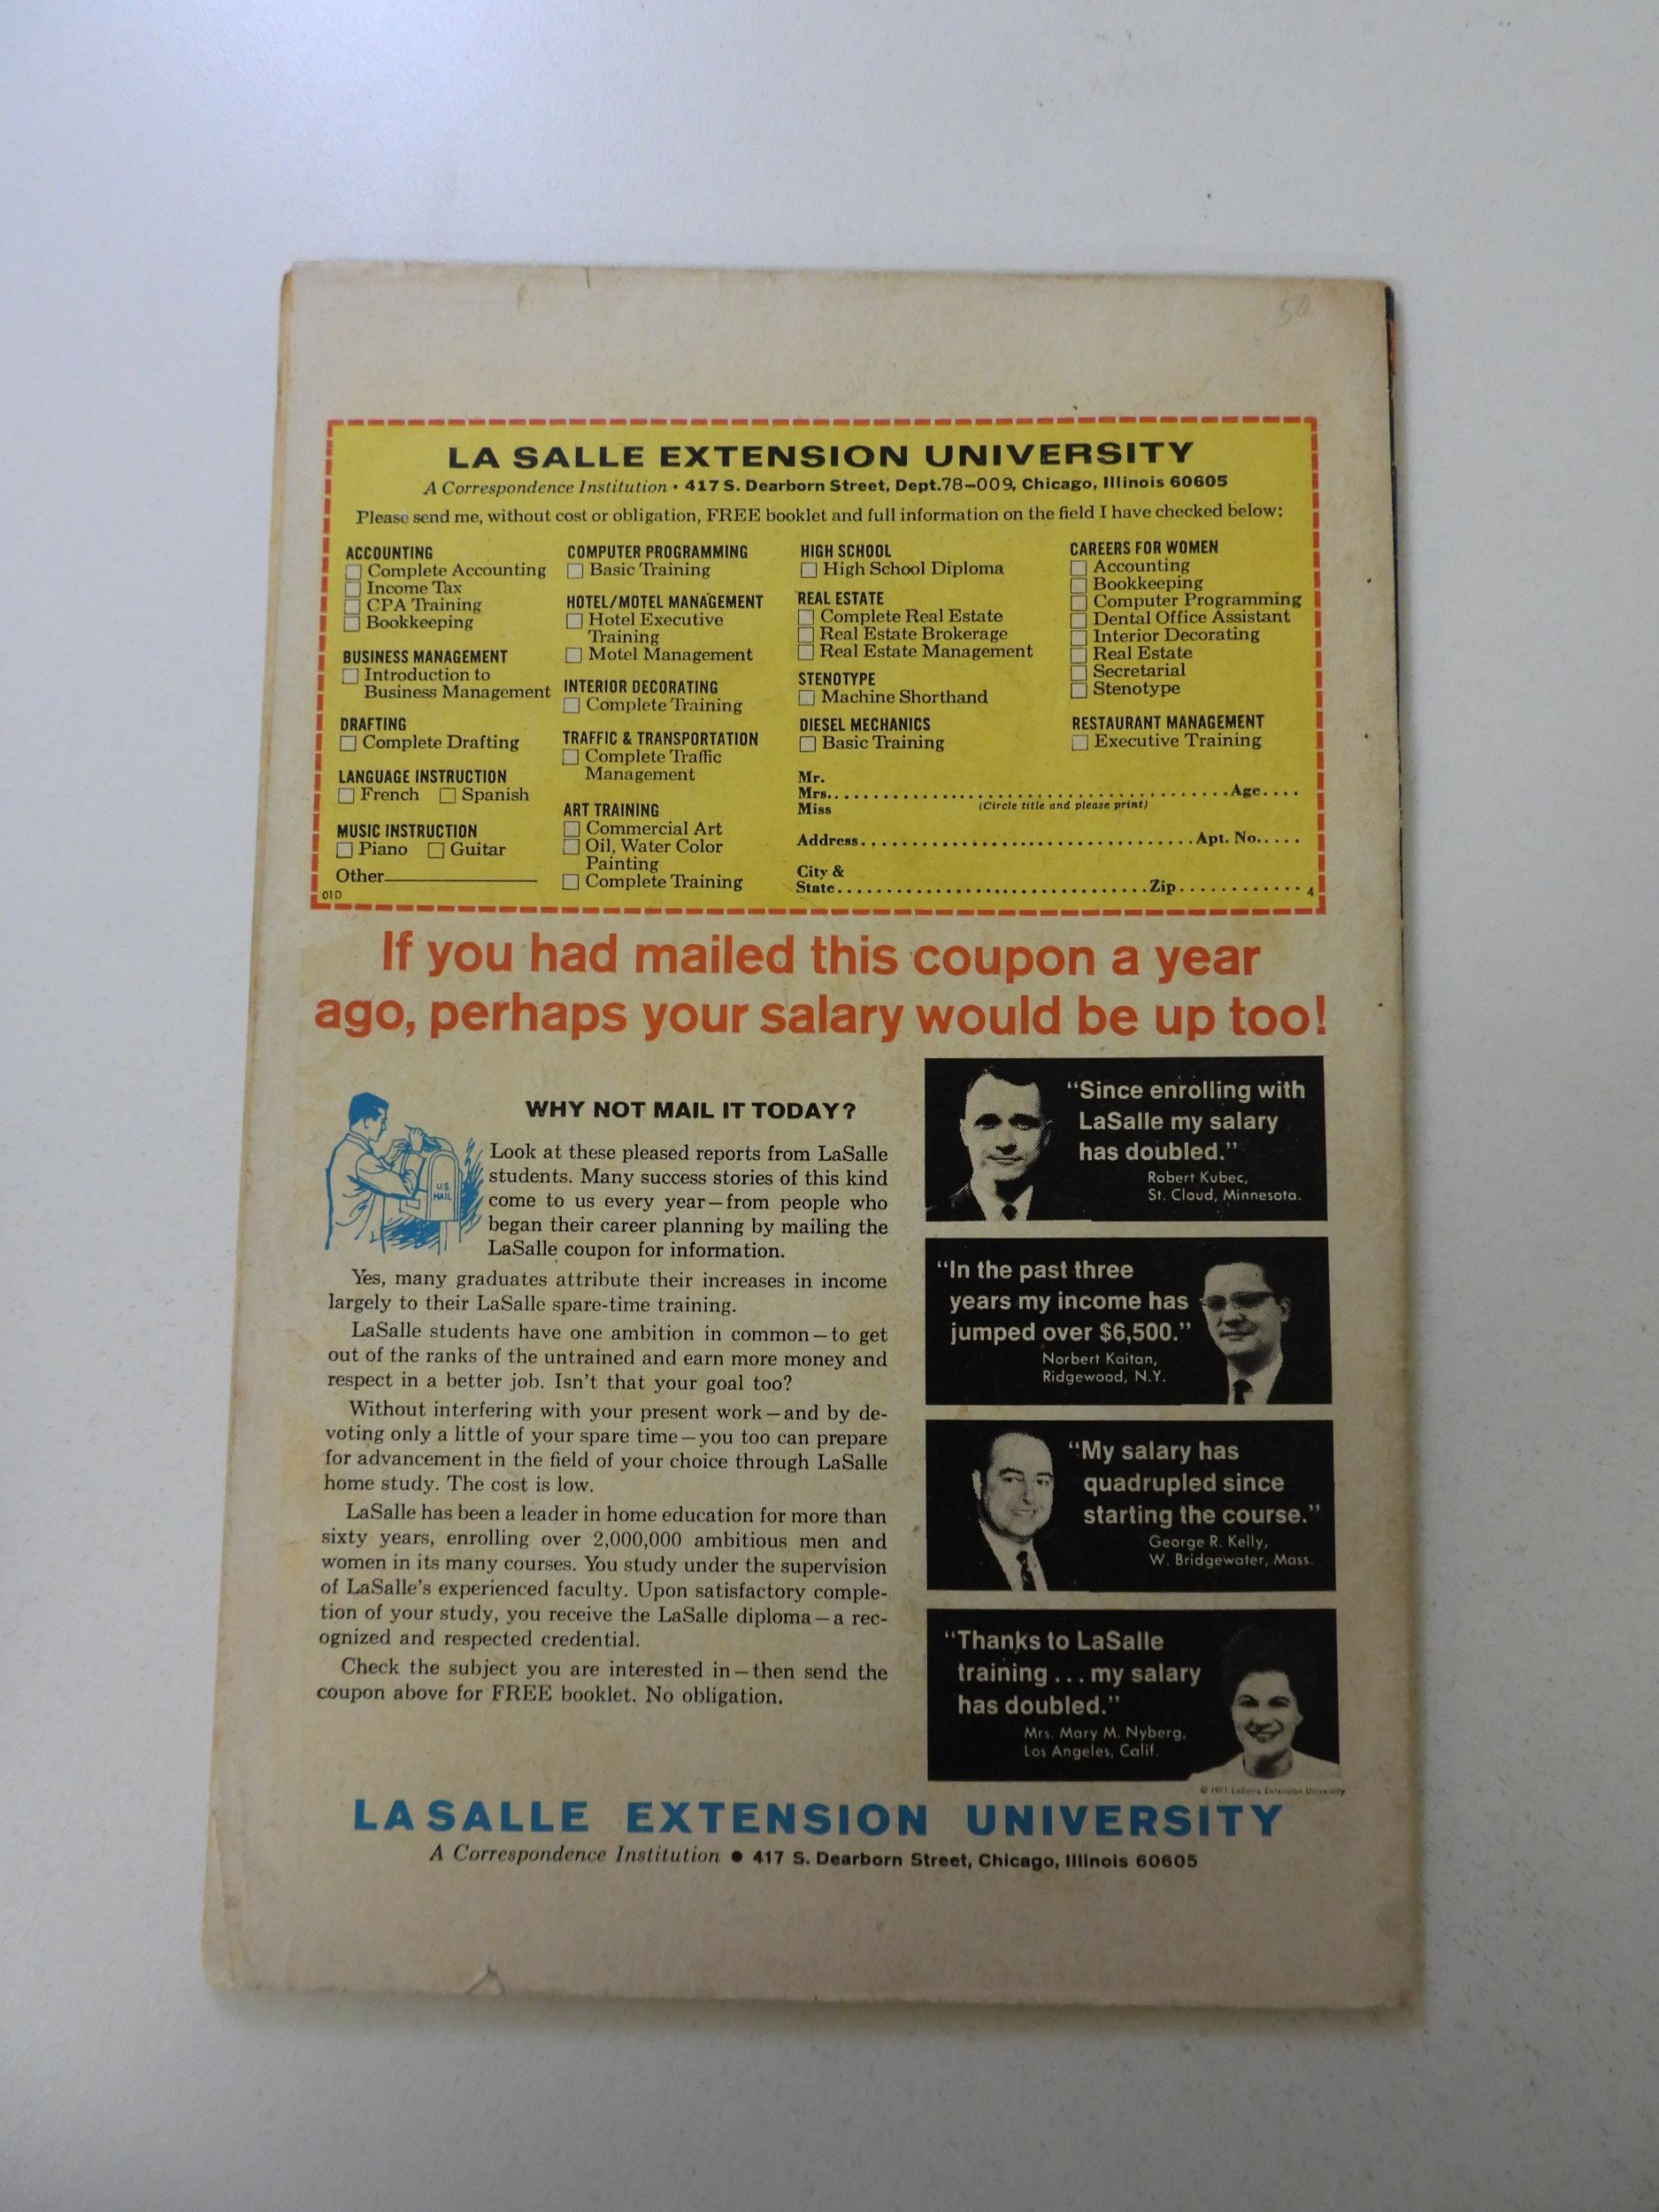 50
LA SALLE EXTENSION UNIVERSITY
A Correspondence Institution • 417 S. Dearborn Street, Dept.78–009, Chicago, Illinois 60605
Please send me, without cost or obligation, FREE booklet and full information on the field I have checked below:
ACCOUNTING
Complete Accounting
Income Tax
CPA Training
Bookkeeping
BUSINESS MANAGEMENT
Introduction to
Business Management
DRAFTING
Complete Drafting
LANGUAGE INSTRUCTION
French Spanish
MUSIC INSTRUCTION
Piano Guitar
Other
01D
COMPUTER PROGRAMMING
Basic Training
HOTEL/MOTEL MANAGEMENT
Hotel Executive
Training
Motel Management
INTERIOR DECORATING
Complete Training
TRAFFIC & TRANSPORTATION
Complete Traffic
Management
ART TRAINING
Commercial Art
Oil, Water Color
Painting
Complete Training
HIGH SCHOOL
High School Diploma
REAL ESTATE
Complete Real Estate
Real Estate Brokerage
Real Estate Management
STENOTYPE
Machine Shorthand
DIESEL MECHANICS
Basic Training
CAREERS FOR WOMEN
Accounting
Bookkeeping
Computer Programming
Dental Office Assistant
Interior Decorating
Real Estate
Secretarial
Stenotype
RESTAURANT MANAGEMENT
Executive Training
Mr.
Mrs. Age
Miss (Circle title and please print)
Address Apt. No.
City &
State Zip 4
If you had mailed this coupon a year
ago, perhaps your salary would be up too!
U.S.
MAIL
WHY NOT MAIL IT TODAY?
Look at these pleased reports from LaSalle
students. Many success stories of this kind
come to us every year—from people who
began their career planning by mailing the
LaSalle coupon for information.
Yes, many graduates attribute their increases in income
largely to their LaSalle spare-time training.
LaSalle students have one ambition in common—to get
out of the ranks of the untrained and earn more money and
respect in a better job. Isn't that your goal too?
Without interfering with your present work—and by de-
voting only a little of your spare time—you too can prepare
for advancement in the field of your choice through LaSalle
home study. The cost is low.
LaSalle has been a leader in home education for more than
sixty years, enrolling over 2,000,000 ambitious men and
women in its many courses. You study under the supervision
of LaSalle's experienced faculty. Upon satisfactory comple-
tion of your study, you receive the LaSalle diploma—a rec-
ognized and respected credential.
Check the subject you are interested in—then send the
coupon above for FREE booklet. No obligation.
“Since enrolling with
LaSalle my salary
has doubled.”
Robert Kubec,
St. Cloud, Minnesota.
“In the past three
years my income has
jumped over $6,500.”
Norbert Kaitan,
Ridgewood, N.Y.
“My salary has
quadrupled since
starting the course.”
George R. Kelly,
W. Bridgewater, Mass.
“Thanks to LaSalle
training ... my salary
has doubled.”
Mrs. Mary M. Nyberg,
Los Angeles, Calif.
© 1971 LaSalle Extension University
LASALLE EXTENSION UNIVERSITY
A Correspondence Institution • 417 S. Dearborn Street, Chicago, Illinois 60605